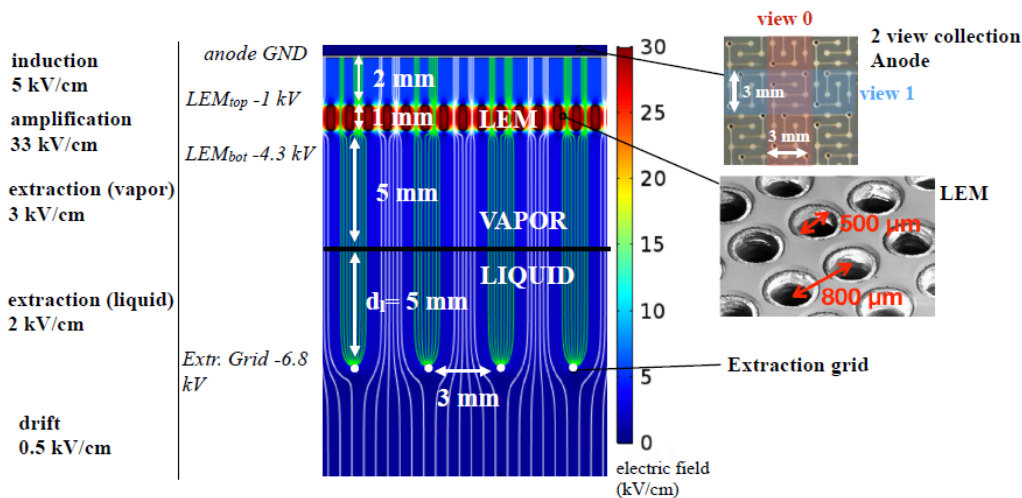 induction
5 kV/cm
amplification
33 kV/cm
extraction (vapor)
3 kV/cm
extraction (liquid)
2 kV/cm
drift
0.5 kV/cm
anode GND
LEMtop -1 kV
LEMbot -4.3 kV
Extr. Grid -6.8
kV
2 mm
1 mm
LEM
5 mm
VAPOR
LIQUID
dl= 5 mm
3 mm
30
25
20
15
10
5
0
electric field
(kV/cm)
view 0
2 view collection
Anode
3 mm
view 1
3 mm
LEM
500 µm
800 µm
Extraction grid